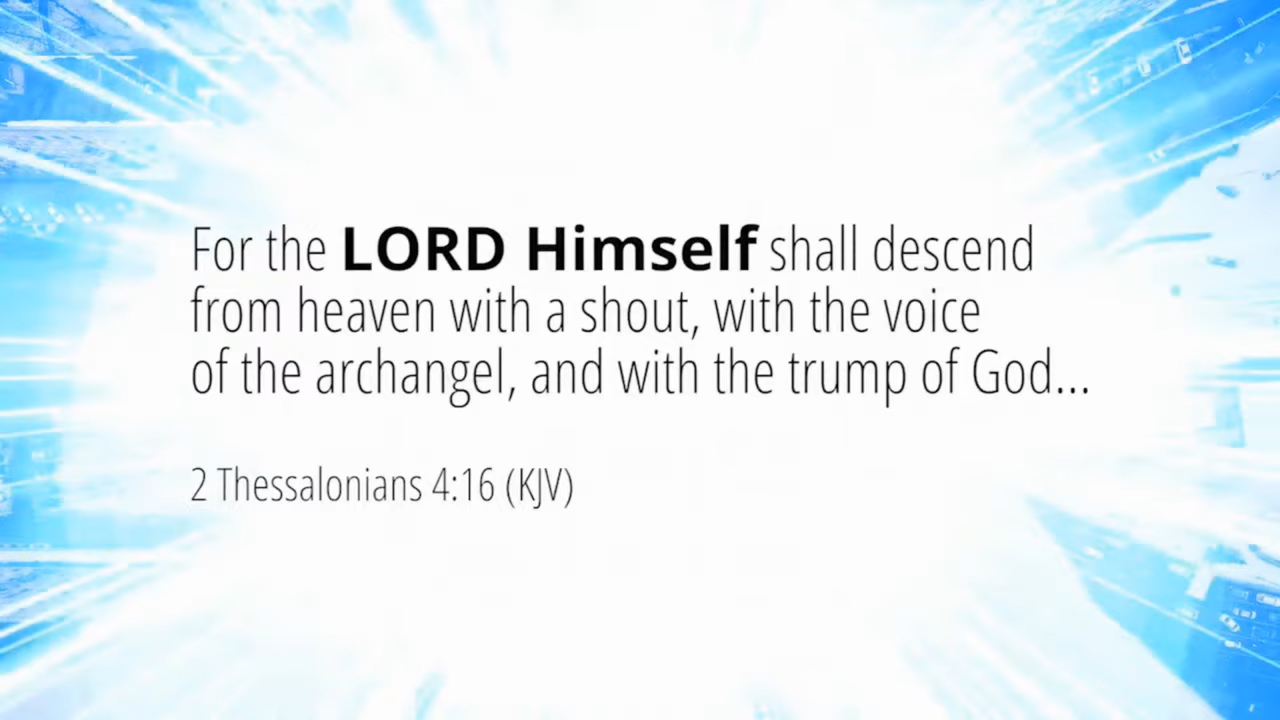 For the LORD Himself shall descend
from heaven with a shout, with the voice
of the archangel, and with the trump of God...
2 Thessalonians 4:16 (KJV)